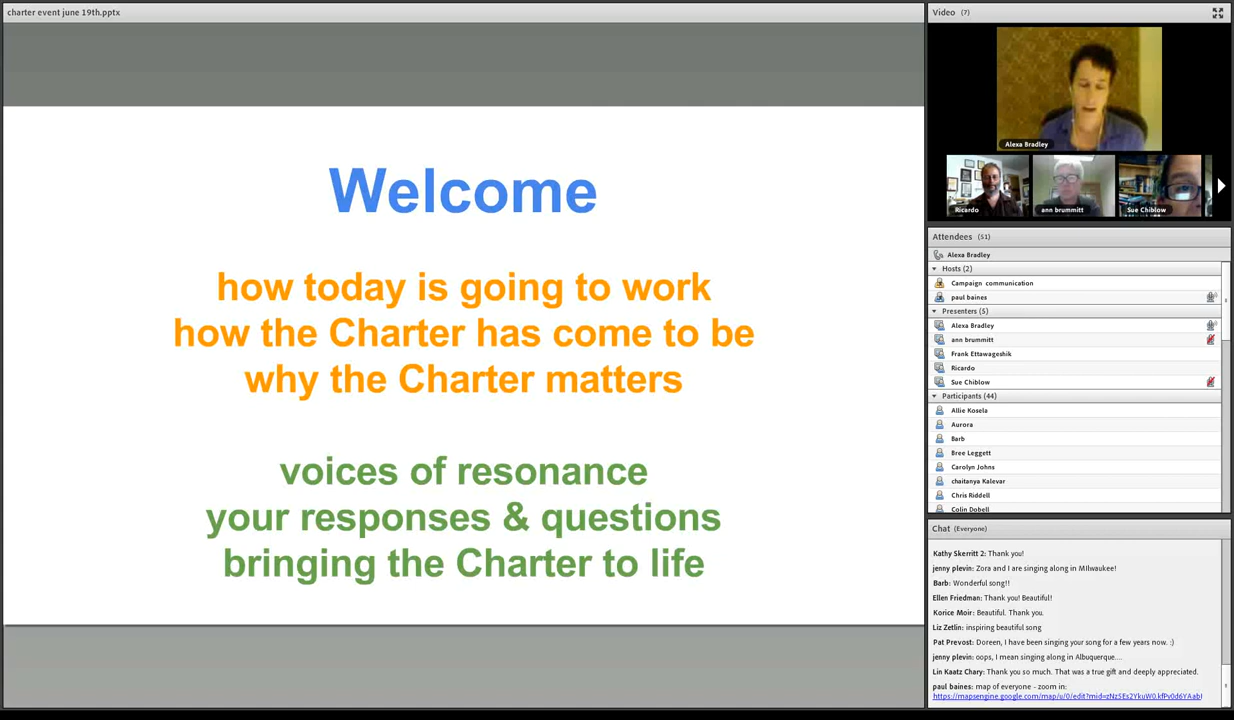 charter event june 19th.pptx
Welcome
how today is going to work
how the Charter has come to be
why the Charter matters
voices of resonance
your responses & questions
bringing the Charter to life
Video (7)
Alexa Bradley
Ricardo
ann brummitt
Sue Chiblow
Attendees (51)
Alexa Bradley
Hosts (2)
Campaign communication
paul baines
Presenters (5)
Alexa Bradley
ann brummitt
Frank Ettawageshik
Ricardo
Sue Chiblow
Participants (44)
Allie Kosela
Aurora
Barb
Bree Leggett
Carolyn Johns
chaitanya Kalevar
Chris Riddell
Colin Dobell
Chat (Everyone)
Kathy Skerritt 2: Thank you!
jenny plevin: Zora and I are singing along in MIlwaukee!
Barb: Wonderful song!!
Ellen Friedman: Thank you! Beautiful!
Korice Moir: Beautiful. Thank you.
Liz Zetlin: inspiring beautiful song
Pat Prevost: Doreen, I have been singing your song for a few years now. :)
jenny plevin: oops, I mean singing along in Albuquerque....
Lin Kaatz Chary: Thank you so much. That was a true gift and deeply appreciated.
paul baines: map of everyone - zoom in: